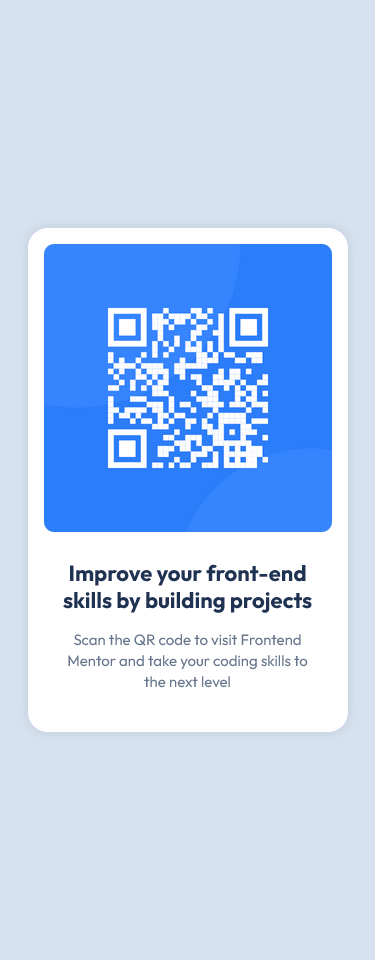 Improve your front-end
skills by building projects
Scan the QR code to visit Frontend
Mentor and take your coding skills to
the next level